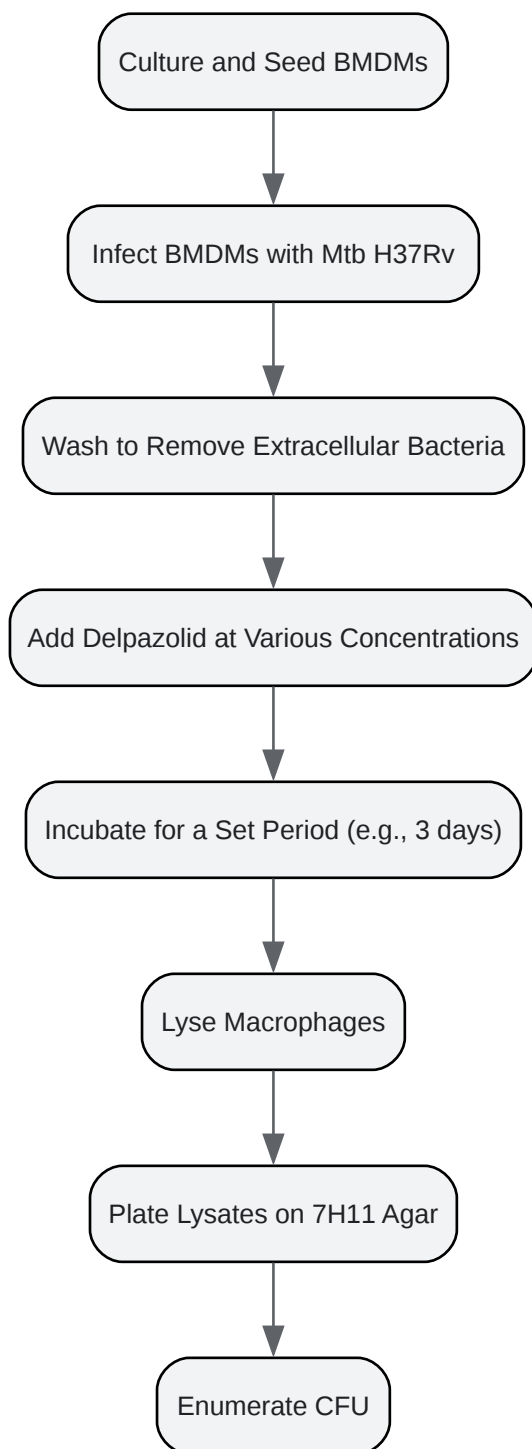 Culture and Seed BMDMs
Infect BMDMs with Mtb H37Rv
Wash to Remove Extracellular Bacteria
Add Delpazolid at Various Concentrations
Incubate for a Set Period (e.g., 3 days)
Lyse Macrophages
Plate Lysates on 7H11 Agar
Enumerate CFU